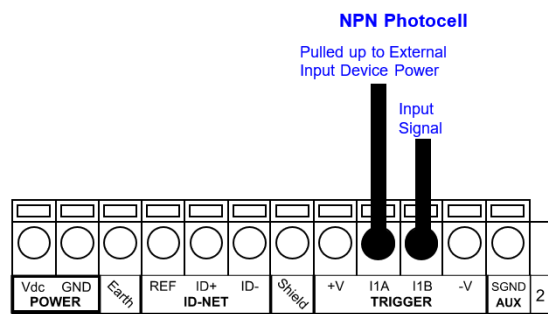 NPN Photocell
Pulled up to External
Input Device Power
Input
Signal
Vdc GND Earth REF ID+ ID- Shield +V I1A I1B -V SGND 2
POWER ID-NET TRIGGER AUX